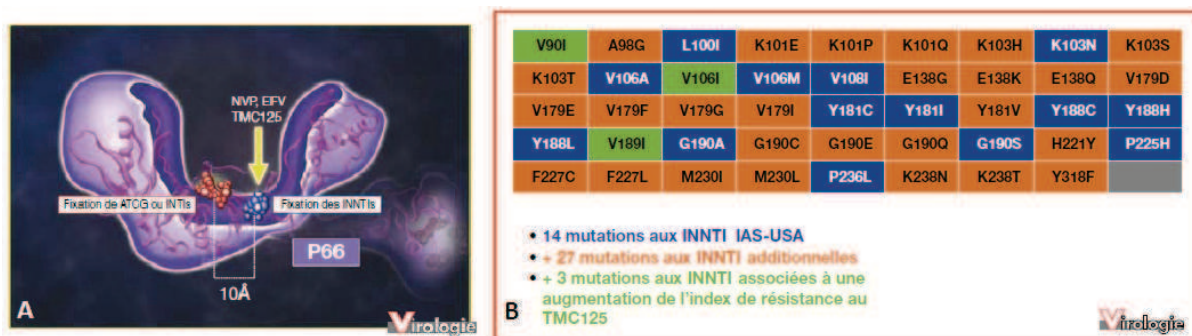 NVP, EIFV
TMC125
Fixation de ATCG ou INTIs
Fixation des INNTIs
P66
10Å
A
Virologie
V90I A98G L100I K101E K101P K101Q K103H K103N K103S
K103T V106A V106I V106M V108I E138G E138K E138Q V179D
V179E V179F V179G V179I Y181C Y181I Y181V Y188C Y188H
Y188L V189I G190A G190C G190E G190Q G190S H221Y P225H
F227C F227L M230I M230L P236L K238N K238T Y318F
• 14 mutations aux INNTI IAS-USA
• + 27 mutations aux INNTI additionnelles
• + 3 mutations aux INNTI associées à une
augmentation de l'index de résistance au
TMC125
B
Virologie